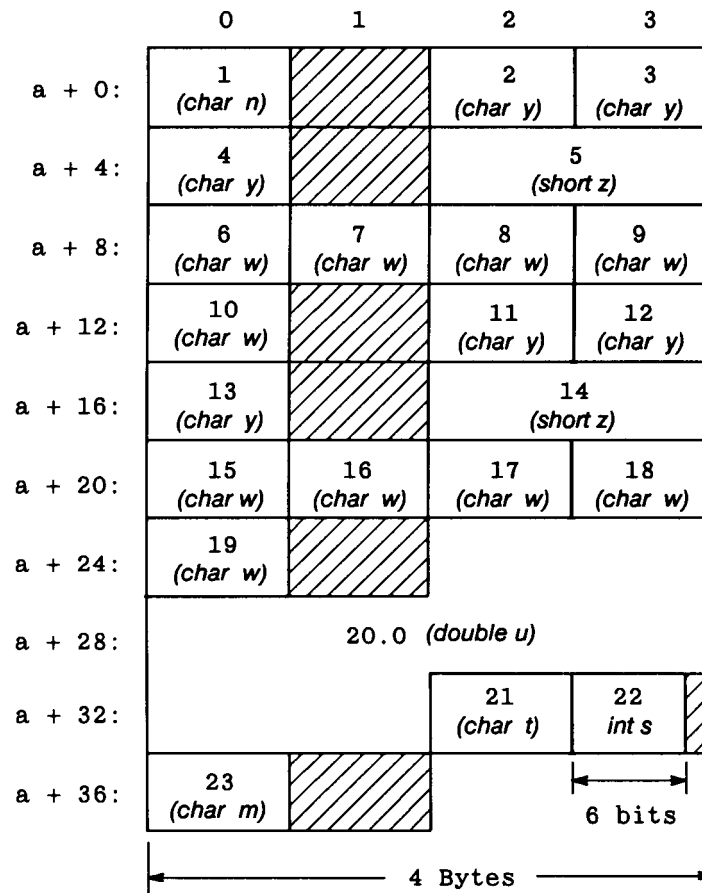 0 1 2 3
a + 0: 1 2 3
(char n) (char y) (char y)
a + 4: 4 5
(char y) (short z)
a + 8: 6 7 8 9
(char w) (char w) (char w) (char w)
a + 12: 10 11 12
(char w) (char y) (char y)
a + 16: 13 14
(char y) (short z)
a + 20: 15 16 17 18
(char w) (char w) (char w) (char w)
a + 24: 19
(char w)
a + 28: 20.0 (double u)
a + 32: 21 22
(char t) int s
a + 36: 23
(char m)
6 bits
4 Bytes